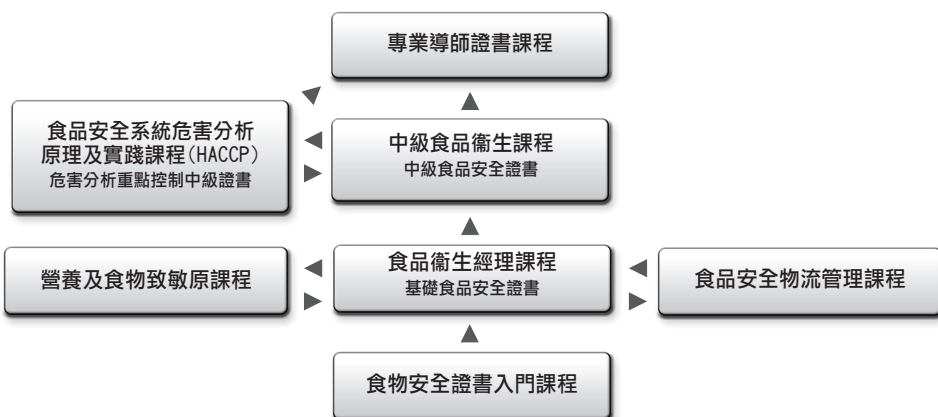 專業導師證書課程
食品安全系統危害分析
原理及實踐課程(HACCP)
危害分析重點控制中級證書
中級食品衞生課程
中級食品安全證書
營養及食物致敏原課程
食品衞生經理課程
基礎食品安全證書
食品安全物流管理課程
食物安全證書入門課程